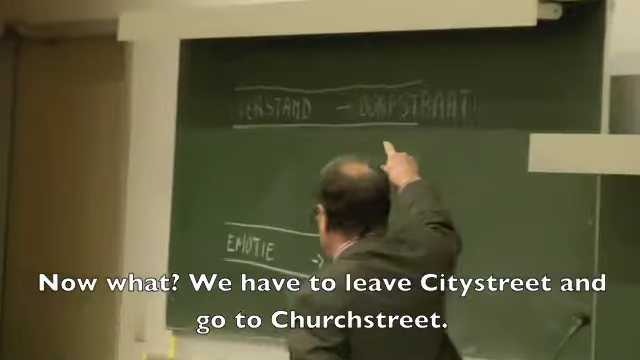 VERSTAND → DORPSTRAAT
EMOTIE →
Now what? We have to leave Citystreet and
go to Churchstreet.